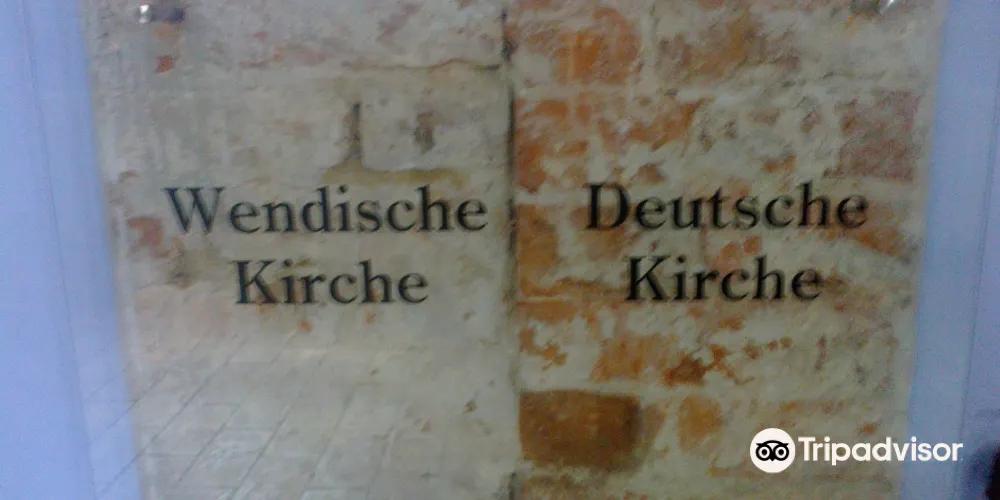 Wendische
Kirche
Deutsche
Kirche
Tripadvisor